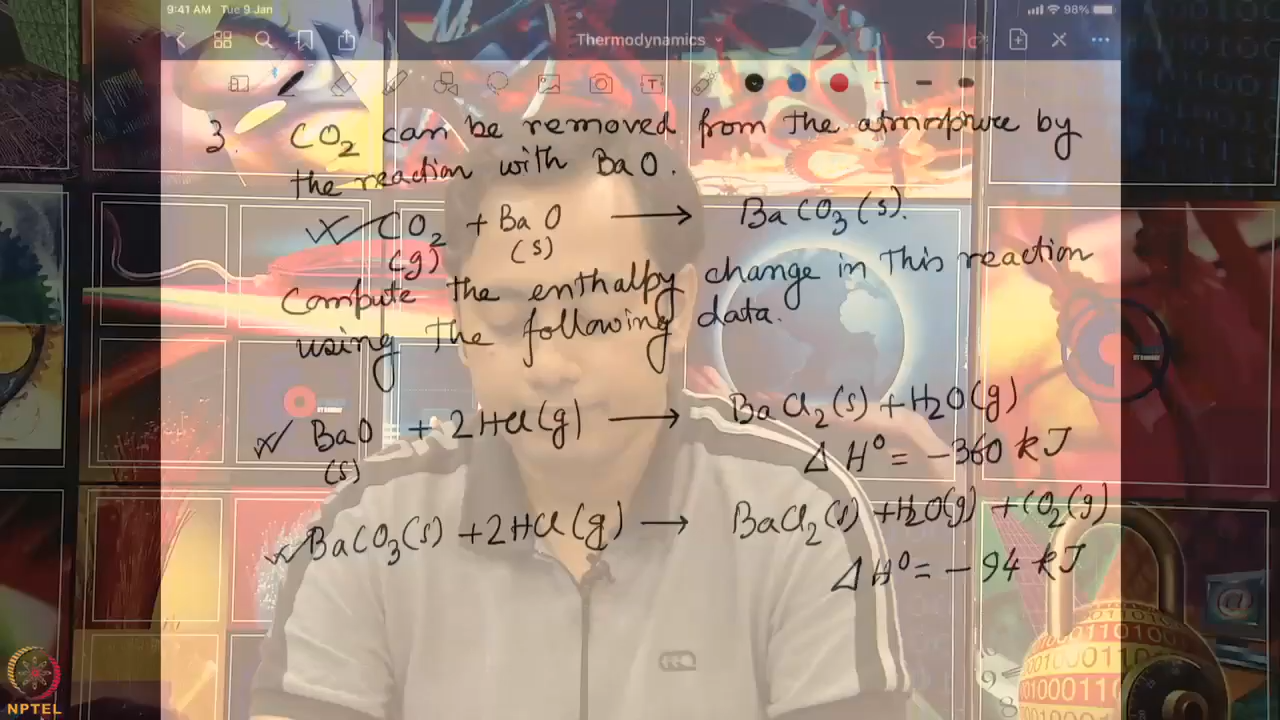 9:41 AM Tue 9 Jan
98%
Thermodynamics
3. CO2 can be removed from the atmosphere by
the reaction with BaO.
CO2 + BaO → BaCO3(s).
(g) (s)
Compute the enthalpy change in this reaction
using the following data.
BaO + 2HCl(g) → BaCl2(s) + H2O(g)
(s)
ΔH° = -360 kJ
BaCO3(s) + 2HCl(g) → BaCl2(s) + H2O(g) + CO2(g)
ΔH° = -94 kJ
NPTEL